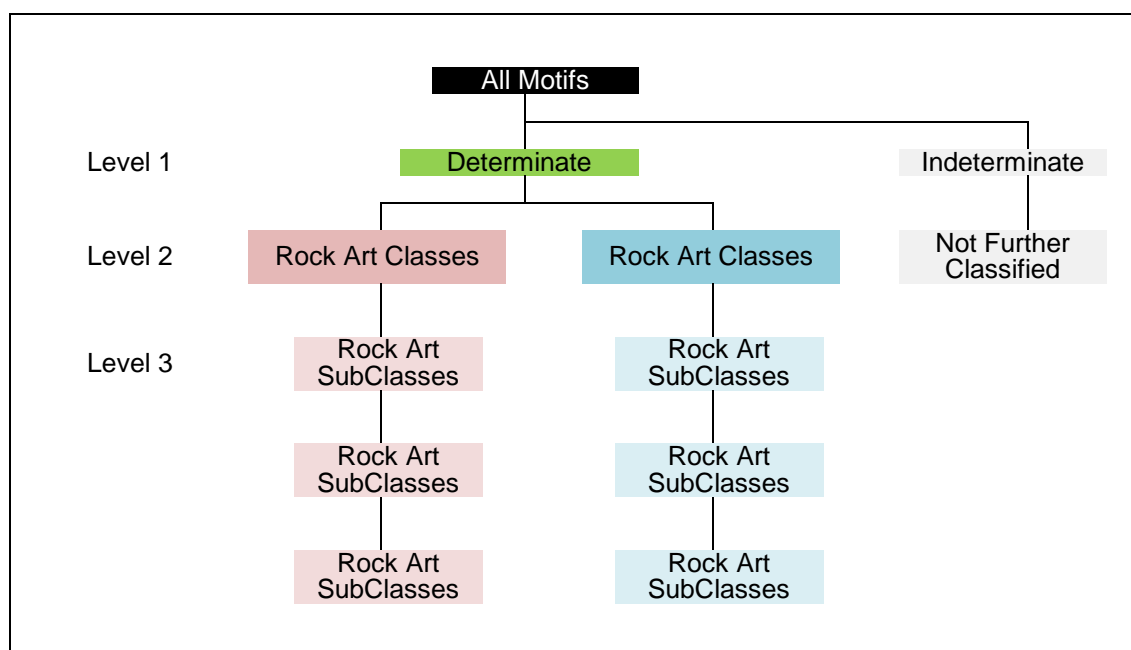 All Motifs
Level 1
Determinate
Indeterminate
Level 2
Rock Art Classes
Rock Art Classes
Not Further
Classified
Level 3
Rock Art
SubClasses
Rock Art
SubClasses
Rock Art
SubClasses
Rock Art
SubClasses
Rock Art
SubClasses
Rock Art
SubClasses